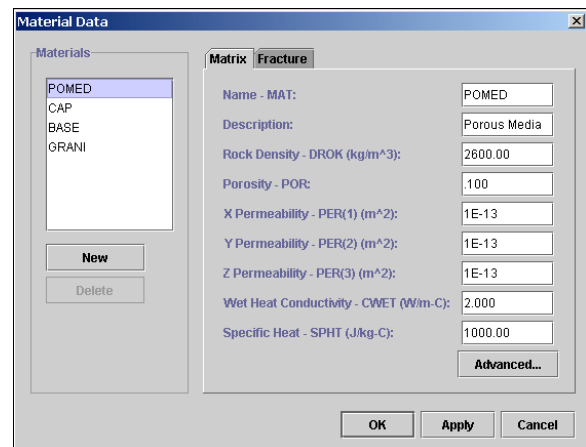 Material Data
Materials
POMED
CAP
BASE
GRANI
New
Delete
Matrix Fracture
Name - MAT: POMED
Description: Porous Media
Rock Density - DROK (kg/m^3): 2600.00
Porosity - POR: .100
X Permeability - PER(1) (m^2): 1E-13
Y Permeability - PER(2) (m^2): 1E-13
Z Permeability - PER(3) (m^2): 1E-13
Wet Heat Conductivity - CWET (W/m-C): 2.000
Specific Heat - SPHT (J/kg-C): 1000.00
Advanced...
OK Apply Cancel